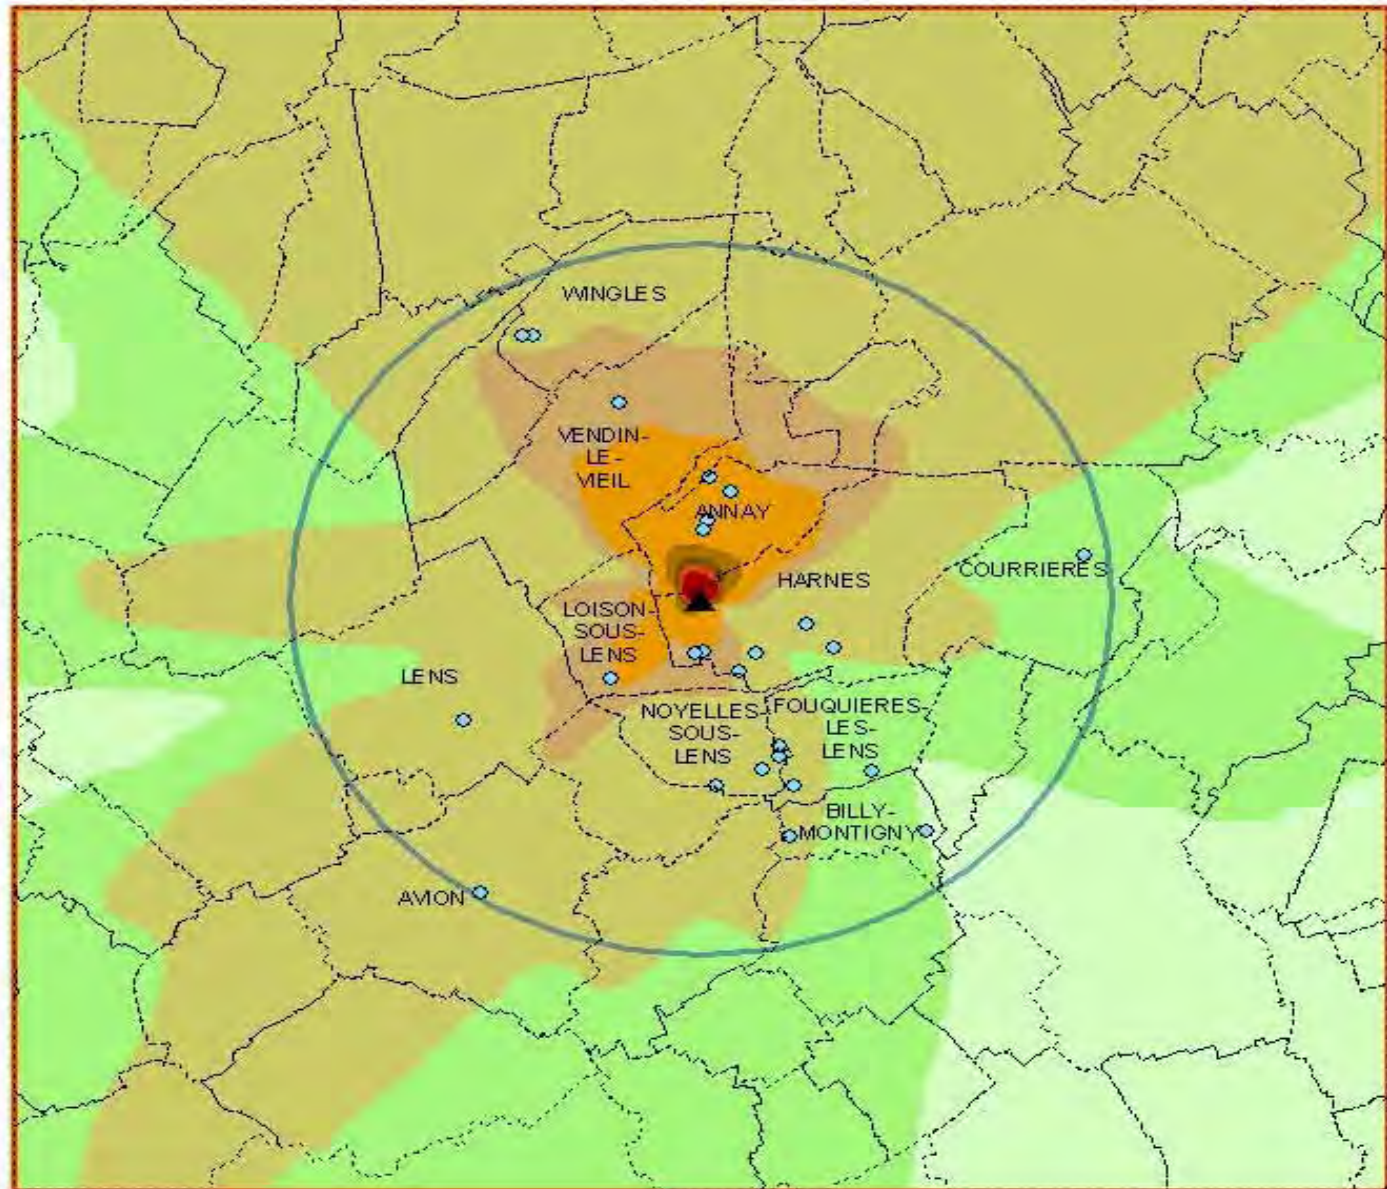 WINGLES
VENDIN-
LE-
VIEIL
ANNAY
HARNES
COURRIERES
LOISON-
SOUS-
LENS
LENS
NOYELLES-
SOUS-
LENS
FOUQUIERES-
LES-
LENS
BILLY-
MONTIGNY
AVION